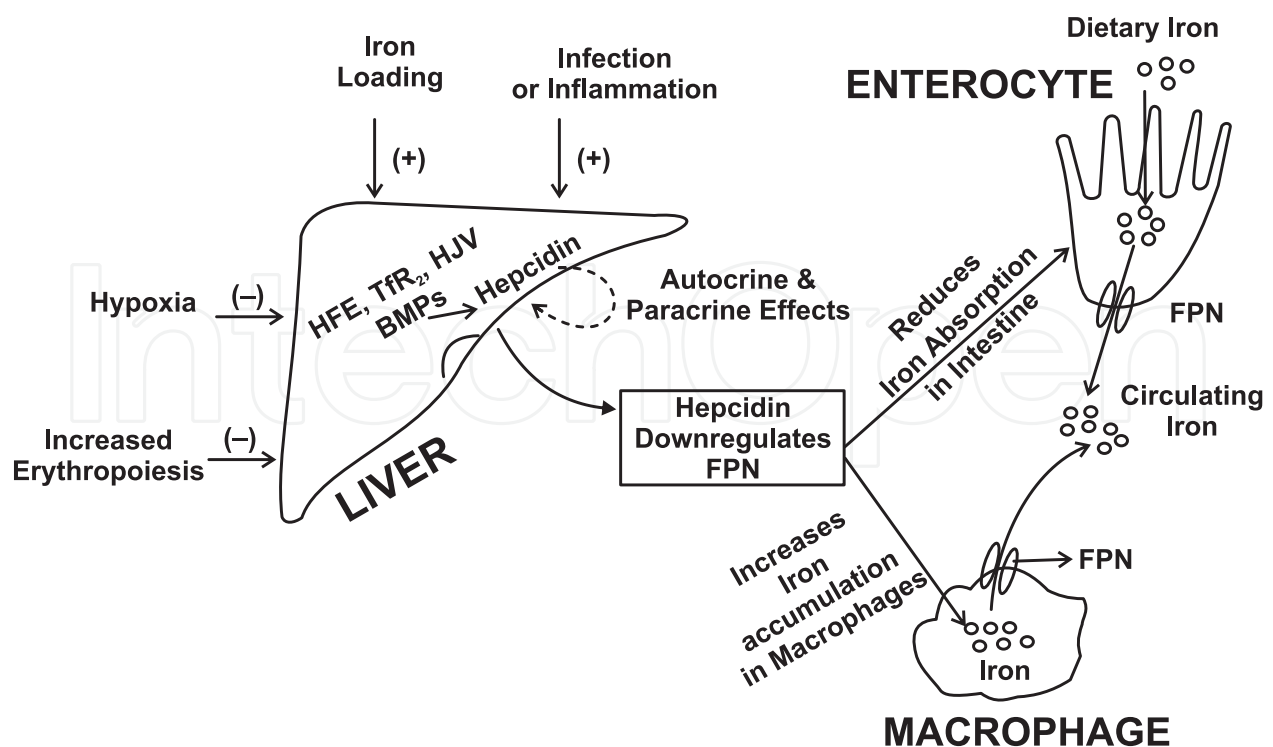 Iron
Loading
(+)
Infection
or Inflammation
(+)
Hypoxia
(–)
Increased
Erythropoiesis
(–)
HFE, TfR₂, HJV
BMPs
Hepcidin
Autocrine &
Paracrine Effects
LIVER
Hepcidin
Downregulates
FPN
Reduces
Iron Absorption
in Intestine
Increases
Iron
accumulation
in Macrophages
Dietary Iron
ENTEROCYTE
FPN
Circulating
Iron
FPN
Iron
MACROPHAGE
IntechOpen